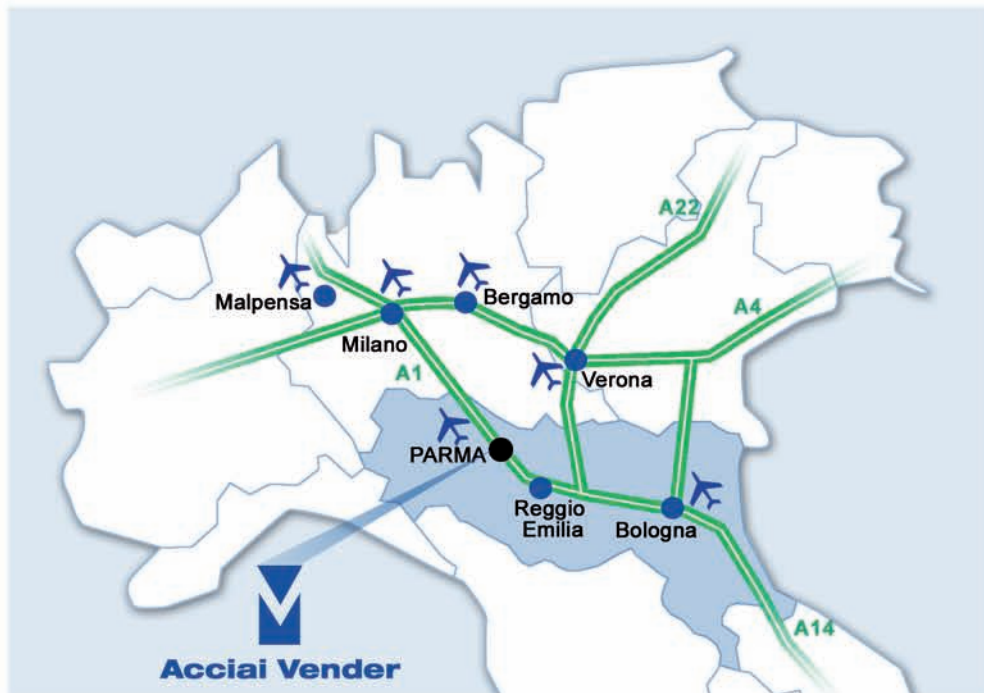 A22
Malpensa
Bergamo
A4
Milano
Verona
A1
PARMA
Reggio
Emilia
Bologna
A14
Acciai Vender